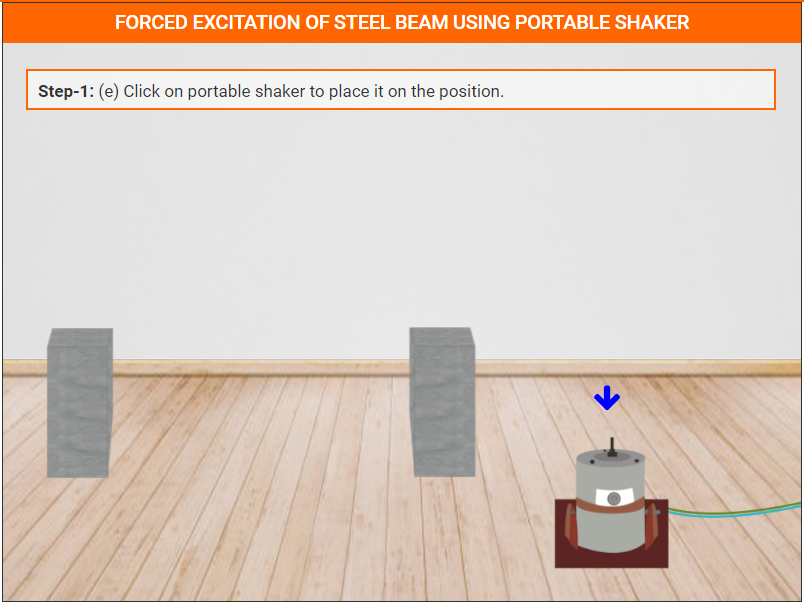 FORCED EXCITATION OF STEEL BEAM USING PORTABLE SHAKER
Step-1: (e) Click on portable shaker to place it on the position.